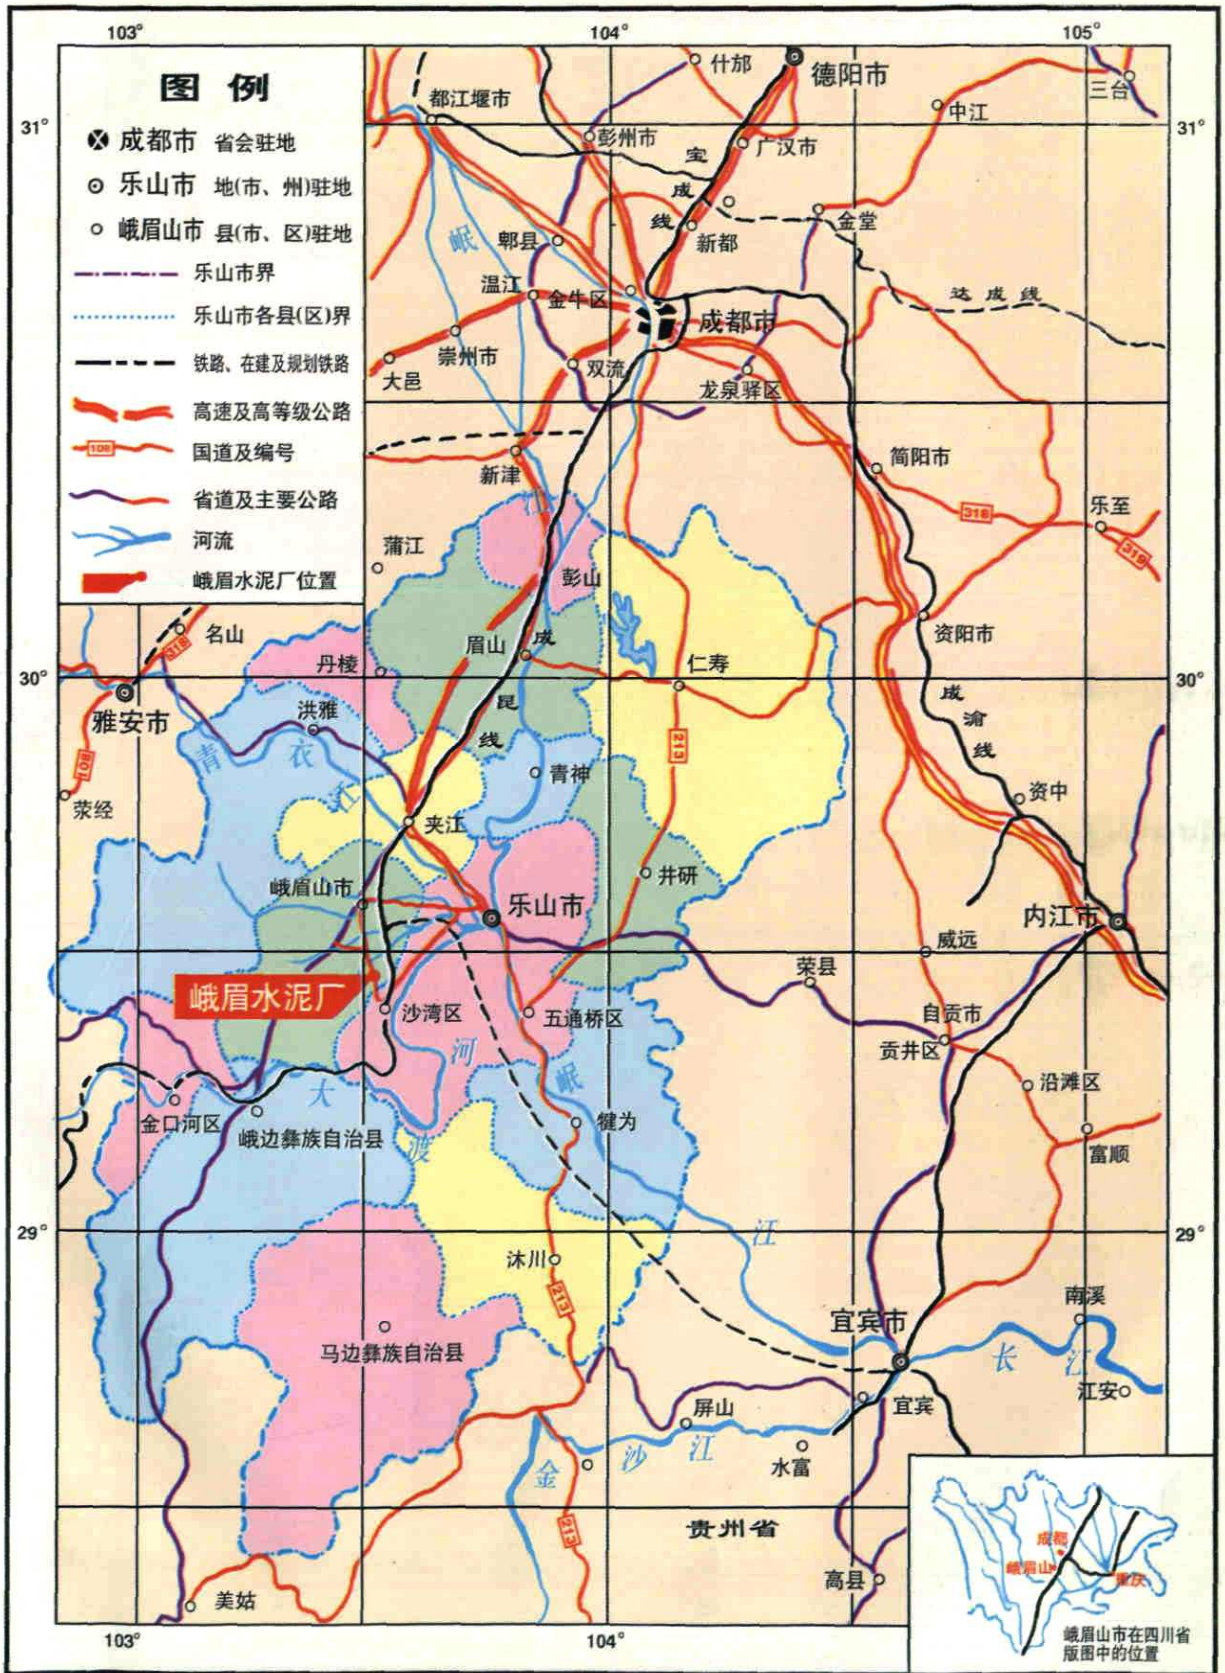 103°
104°
105°
图例
成都市 省会驻地
乐山市 地(市、州)驻地
峨眉山市 县(市、区)驻地
乐山市界
乐山市各县(区)界
铁路、在建及规划铁路
高速及高等级公路
108
国道及编号
省道及主要公路
河流
峨眉水泥厂位置
什邡
德阳市
三台
都江堰市
中江
31°
31°
彭州市
宝成线
广汉市
金堂
岷
郫县
新都
温江
金牛区
达成线
成都市
崇州市
大邑
双流
龙泉驿区
新津
简阳市
江
318
乐至
319
蒲江
彭山
名山
318
眉山
成昆线
仁寿
资阳市
丹棱
30°
30°
雅安市
洪雅
成渝线
青衣江
213
108
青神
荥经
资中
夹江
峨眉山市
井研
乐山市
内江市
威远
荣县
峨眉水泥厂
沙湾区
五通桥区
自贡市
贡井区
河
岷
沿滩区
大
金口河区
峨边彝族自治县
犍为
渡
富顺
29°
29°
江
沐川
213
南溪
宜宾市
马边彝族自治县
长江
江安
宜宾
屏山
金沙江
水富
213
贵州省
高县
美姑
成都
峨眉山
重庆
峨眉山市在四川省
版图中的位置
103°
104°